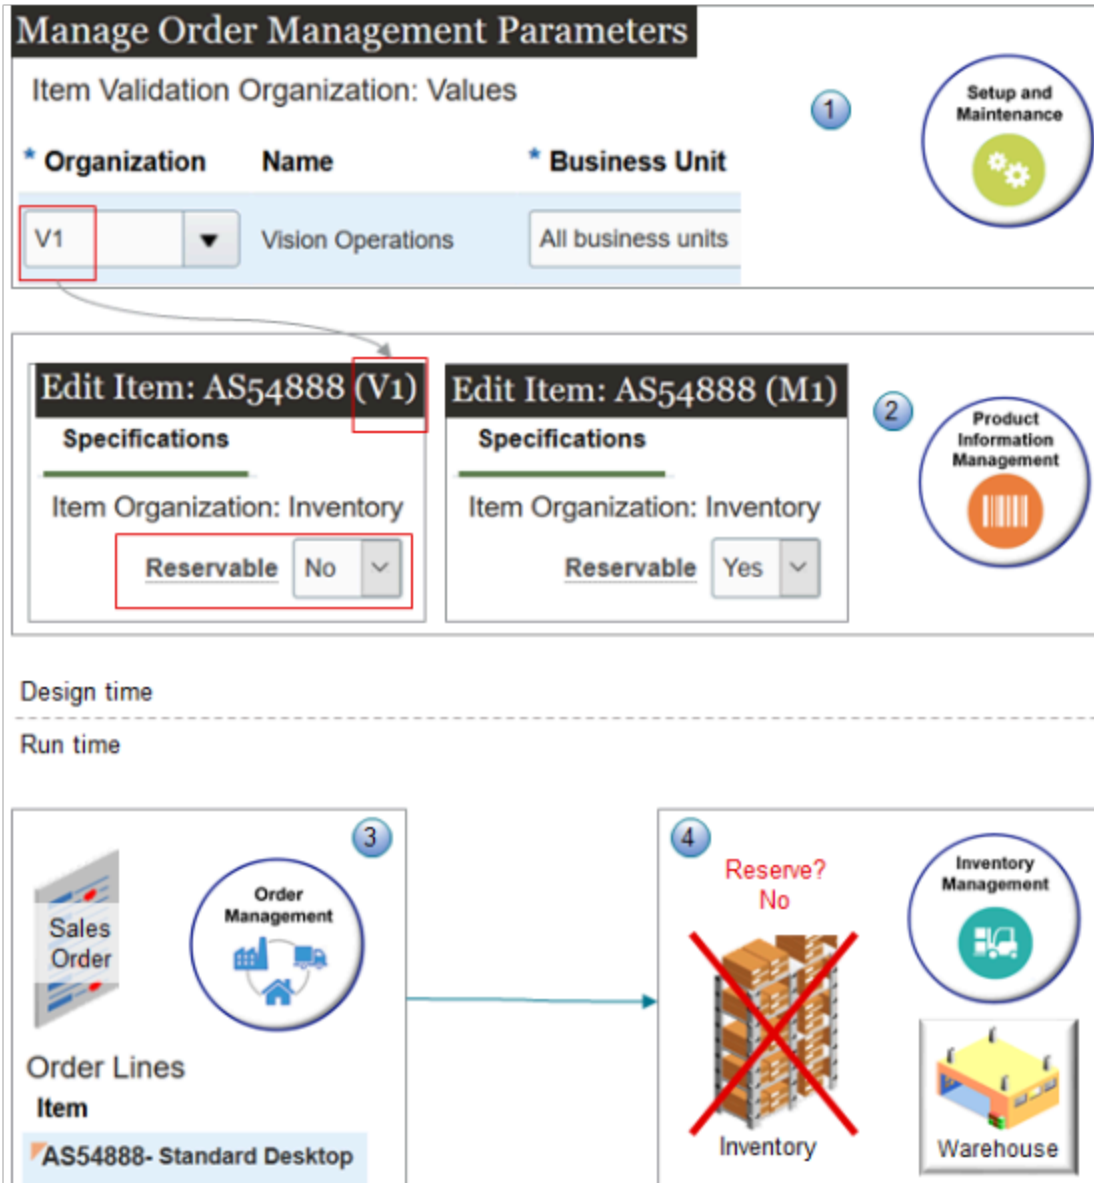 Manage Order Management Parameters
Item Validation Organization: Values
* Organization Name * Business Unit
V1 Vision Operations All business units
1
Setup and
Maintenance
Edit Item: AS54888 (V1)
Specifications
Item Organization: Inventory
Reservable No
Edit Item: AS54888 (M1)
Specifications
Item Organization: Inventory
Reservable Yes
2
Product
Information
Management
Design time
Run time
3
Sales
Order
Order
Management
Order Lines
Item
AS54888- Standard Desktop
4
Reserve?
No
Inventory
Inventory
Management
Warehouse